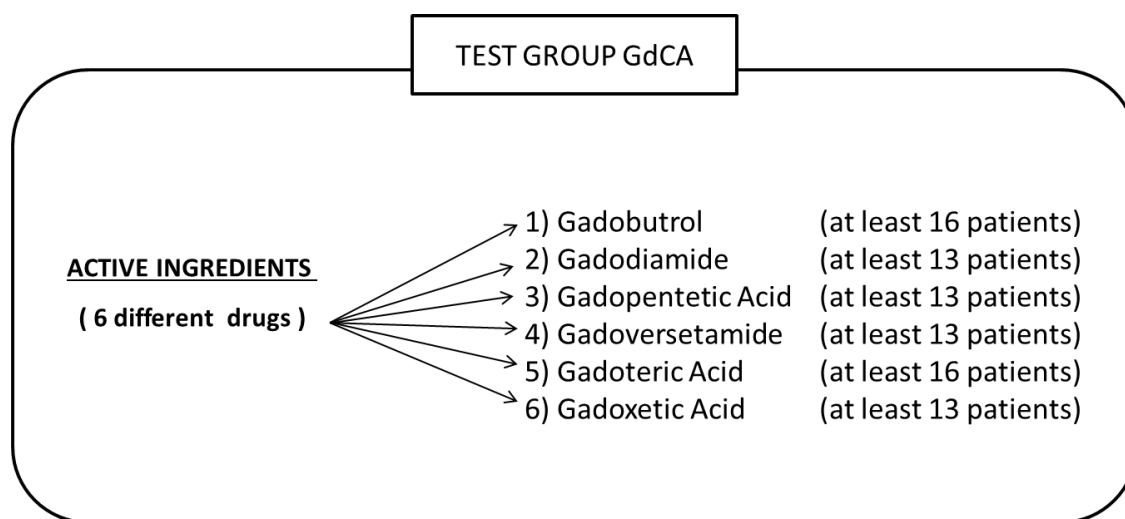 TEST GROUP GdCA
ACTIVE INGREDIENTS
( 6 different drugs )
1) Gadobutrol (at least 16 patients)
2) Gadodiamide (at least 13 patients)
3) Gadopentetic Acid (at least 13 patients)
4) Gadoversetamide (at least 13 patients)
5) Gadoteric Acid (at least 16 patients)
6) Gadoxetic Acid (at least 13 patients)